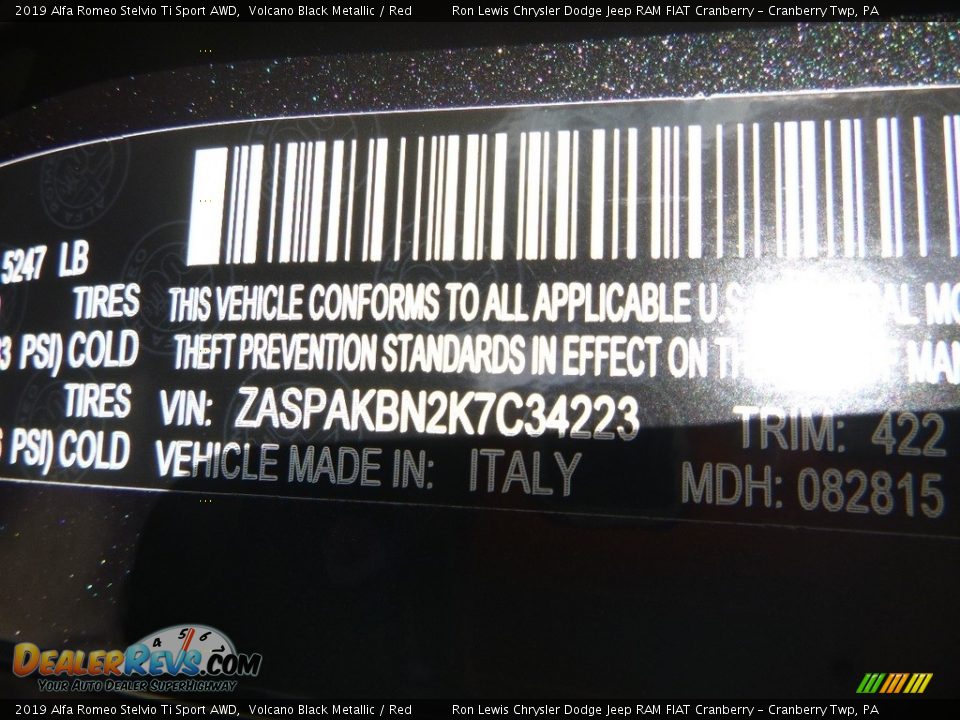 2019 Alfa Romeo Stelvio Ti Sport AWD, Volcano Black Metallic / Red Ron Lewis Chrysler Dodge Jeep RAM FIAT Cranberry - Cranberry Twp, PA
5247 LB
TIRES THIS VEHICLE CONFORMS TO ALL APPLICABLE U.S
PSI) COLD THEFT PREVENTION STANDARDS IN EFFECT ON
TIRES VIN: ZASPAKBN2K7C34223 TRIM: 422
PSI) COLD VEHICLE MADE IN: ITALY MDH: 082815
4 5 6
DEALERREVS.COM
YOUR AUTO DEALER SUPERHIGHWAY
2019 Alfa Romeo Stelvio Ti Sport AWD, Volcano Black Metallic / Red Ron Lewis Chrysler Dodge Jeep RAM FIAT Cranberry - Cranberry Twp, PA